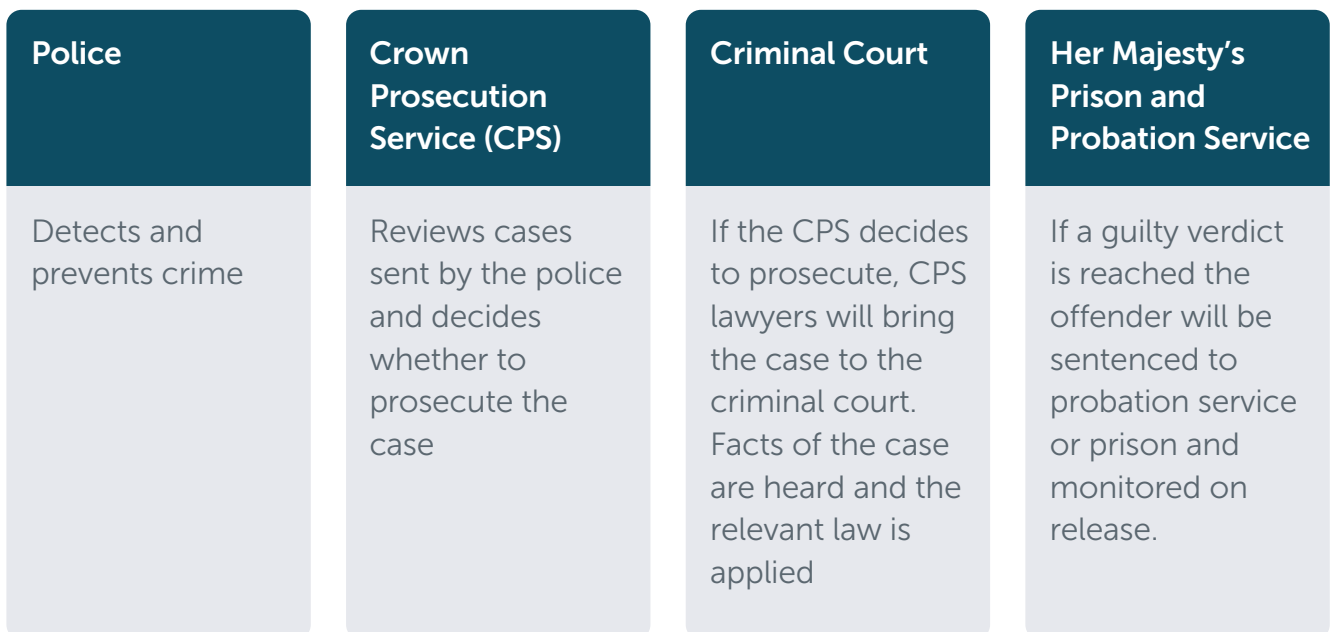 Police
Detects and
prevents crime
Crown
Prosecution
Service (CPS)
Reviews cases
sent by the police
and decides
whether to
prosecute the
case
Criminal Court
If the CPS decides
to prosecute, CPS
lawyers will bring
the case to the
criminal court.
Facts of the case
are heard and the
relevant law is
applied
Her Majesty’s
Prison and
Probation Service
If a guilty verdict
is reached the
offender will be
sentenced to
probation service
or prison and
monitored on
release.